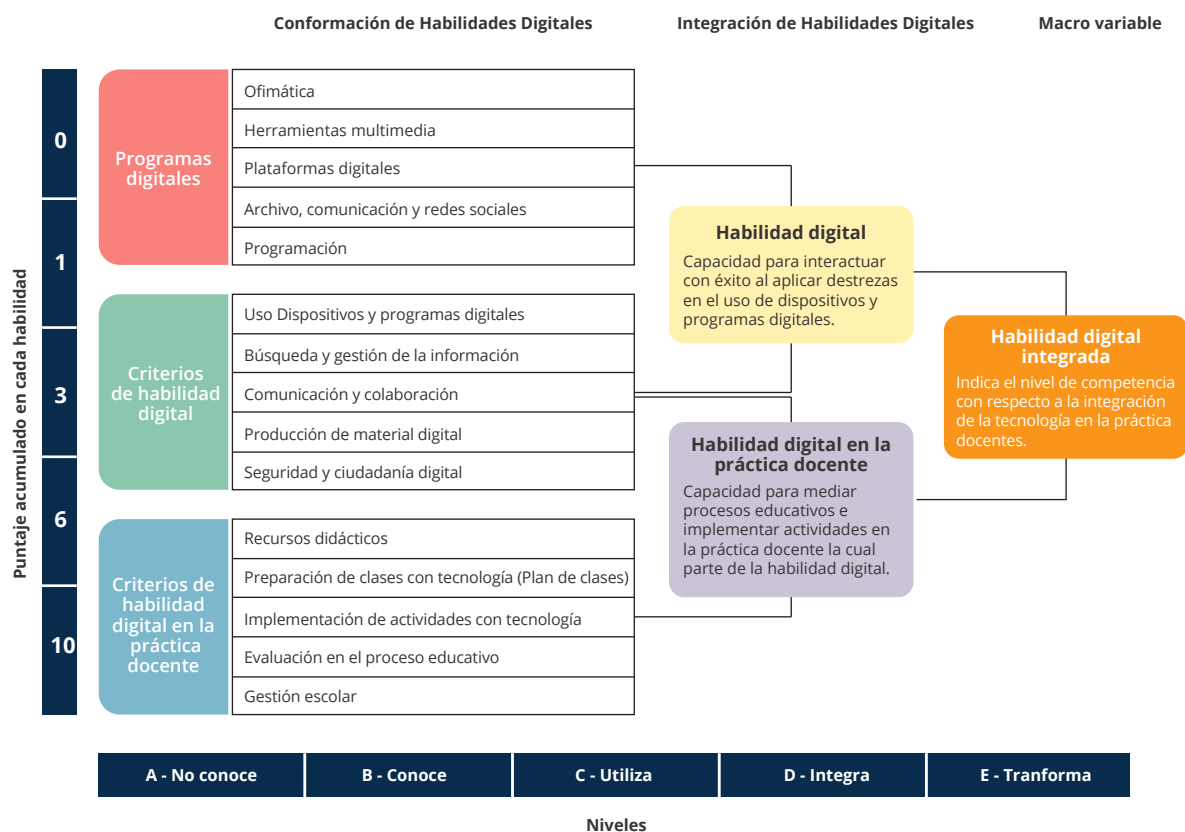 Conformación de Habilidades Digitales
Integración de Habilidades Digitales
Macro variable
Puntaje acumulado en cada habilidad
0
1
3
6
10
Programas
digitales
Ofimática
Herramientas multimedia
Plataformas digitales
Archivo, comunicación y redes sociales
Programación
Criterios
de habilidad
digital
Uso Dispositivos y programas digitales
Búsqueda y gestión de la información
Comunicación y colaboración
Producción de material digital
Seguridad y ciudadanía digital
Criterios de
habilidad
digital en la
práctica
docente
Recursos didácticos
Preparación de clases con tecnología (Plan de clases)
Implementación de actividades con tecnología
Evaluación en el proceso educativo
Gestión escolar
Habilidad digital
Capacidad para interactuar
con éxito al aplicar destrezas
en el uso de dispositivos y
programas digitales.
Habilidad digital en la
práctica docente
Capacidad para mediar
procesos educativos e
implementar actividades en
la práctica docente la cual
parte de la habilidad digital.
Habilidad digital
integrada
Indica el nivel de competencia
con respecto a la integración
de la tecnología en la práctica
docentes.
A - No conoce
B - Conoce
C - Utiliza
D - Integra
E - Tranforma
Niveles